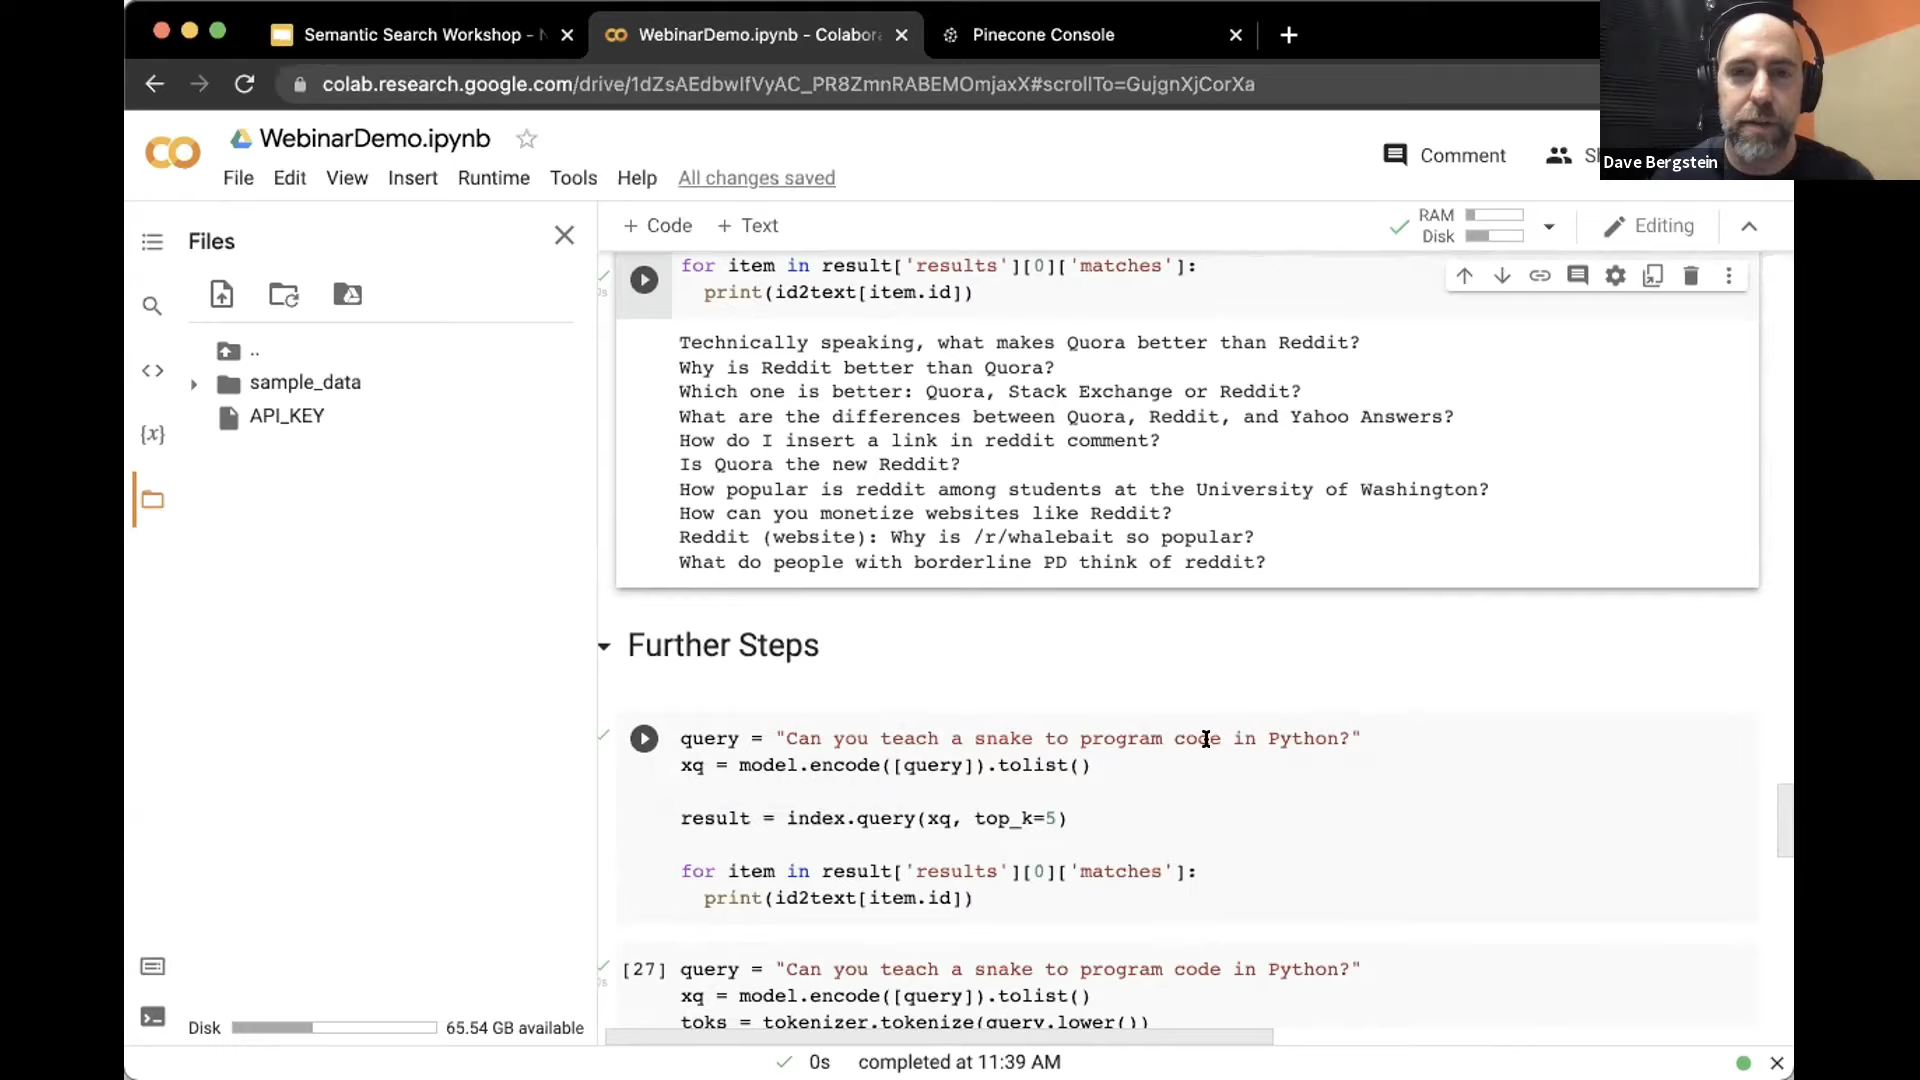 Semantic Search Workshop - N
WebinarDemo.ipynb - Colabor
Pinecone Console
colab.research.google.com/drive/1dZsAEdbwIfVyAC_PR8ZmnRABEMOmjaxX#scrollTo=GujgnXjCorXa
WebinarDemo.ipynb
Comment
Dave Bergstein
File Edit View Insert Runtime Tools Help All changes saved
Files
+ Code + Text
RAM
Disk
Editing
..
sample_data
API_KEY
for item in result['results'][0]['matches']:
print(id2text[item.id])
Technically speaking, what makes Quora better than Reddit?
Why is Reddit better than Quora?
Which one is better: Quora, Stack Exchange or Reddit?
What are the differences between Quora, Reddit, and Yahoo Answers?
How do I insert a link in reddit comment?
Is Quora the new Reddit?
How popular is reddit among students at the University of Washington?
How can you monetize websites like Reddit?
Reddit (website): Why is /r/whalebait so popular?
What do people with borderline PD think of reddit?
Further Steps
query = "Can you teach a snake to program code in Python?"
xq = model.encode([query]).tolist()
result = index.query(xq, top_k=5)
for item in result['results'][0]['matches']:
print(id2text[item.id])
[27] query = "Can you teach a snake to program code in Python?"
xq = model.encode([query]).tolist()
toks = tokenizer.tokenize(query.lower())
Disk 65.54 GB available
0s completed at 11:39 AM